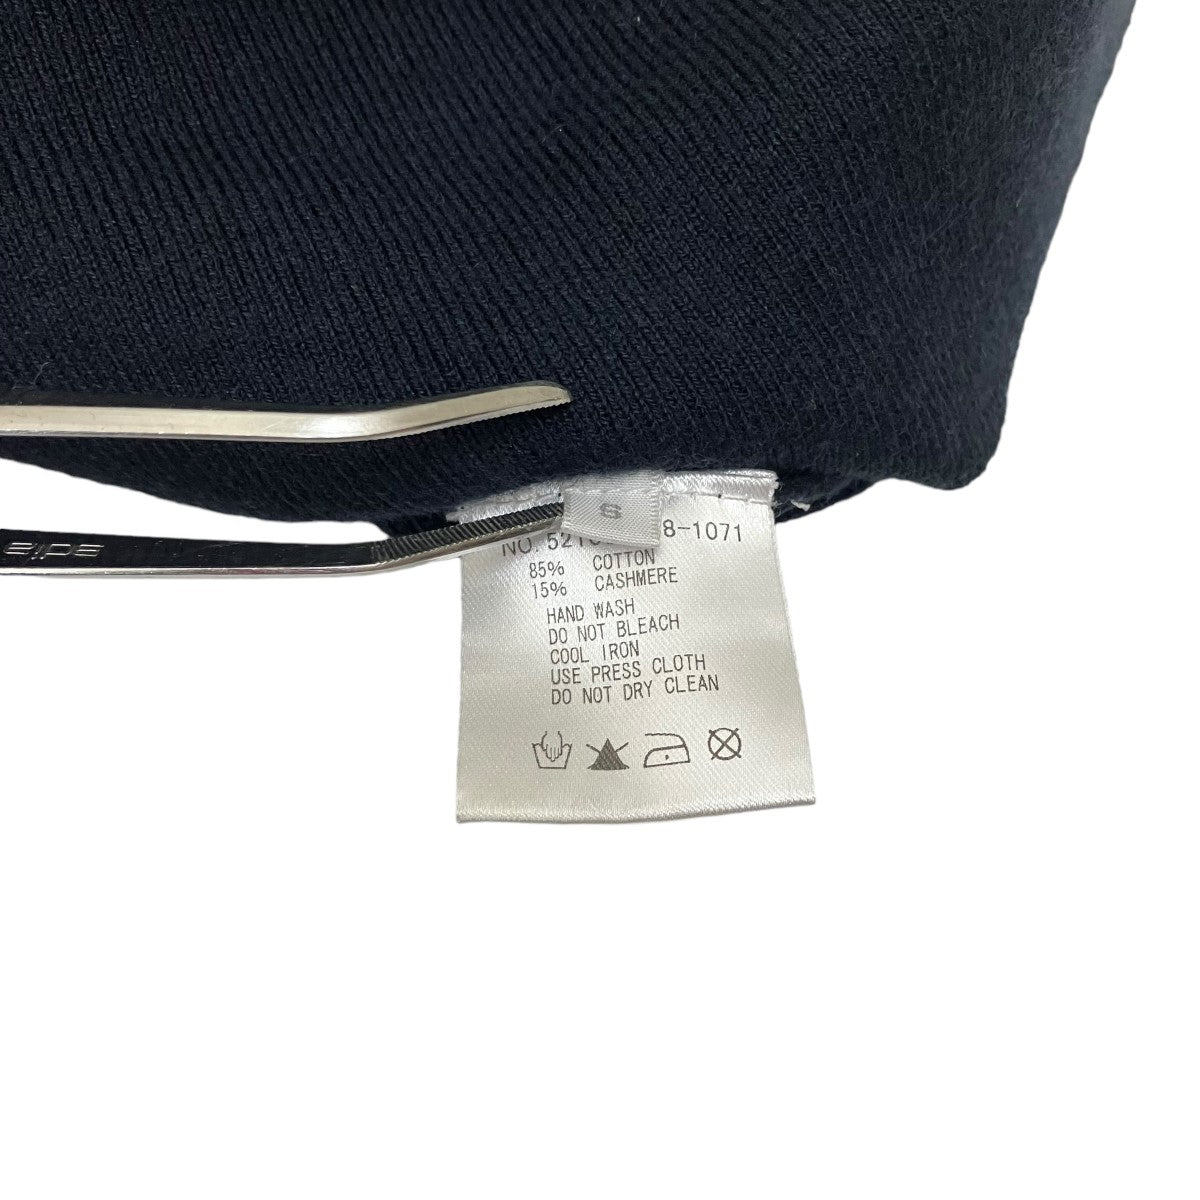 S
NO. 521 8-1071
85% COTTON
15% CASHMERE
HAND WASH
DO NOT BLEACH
COOL IRON
USE PRESS CLOTH
DO NOT DRY CLEAN